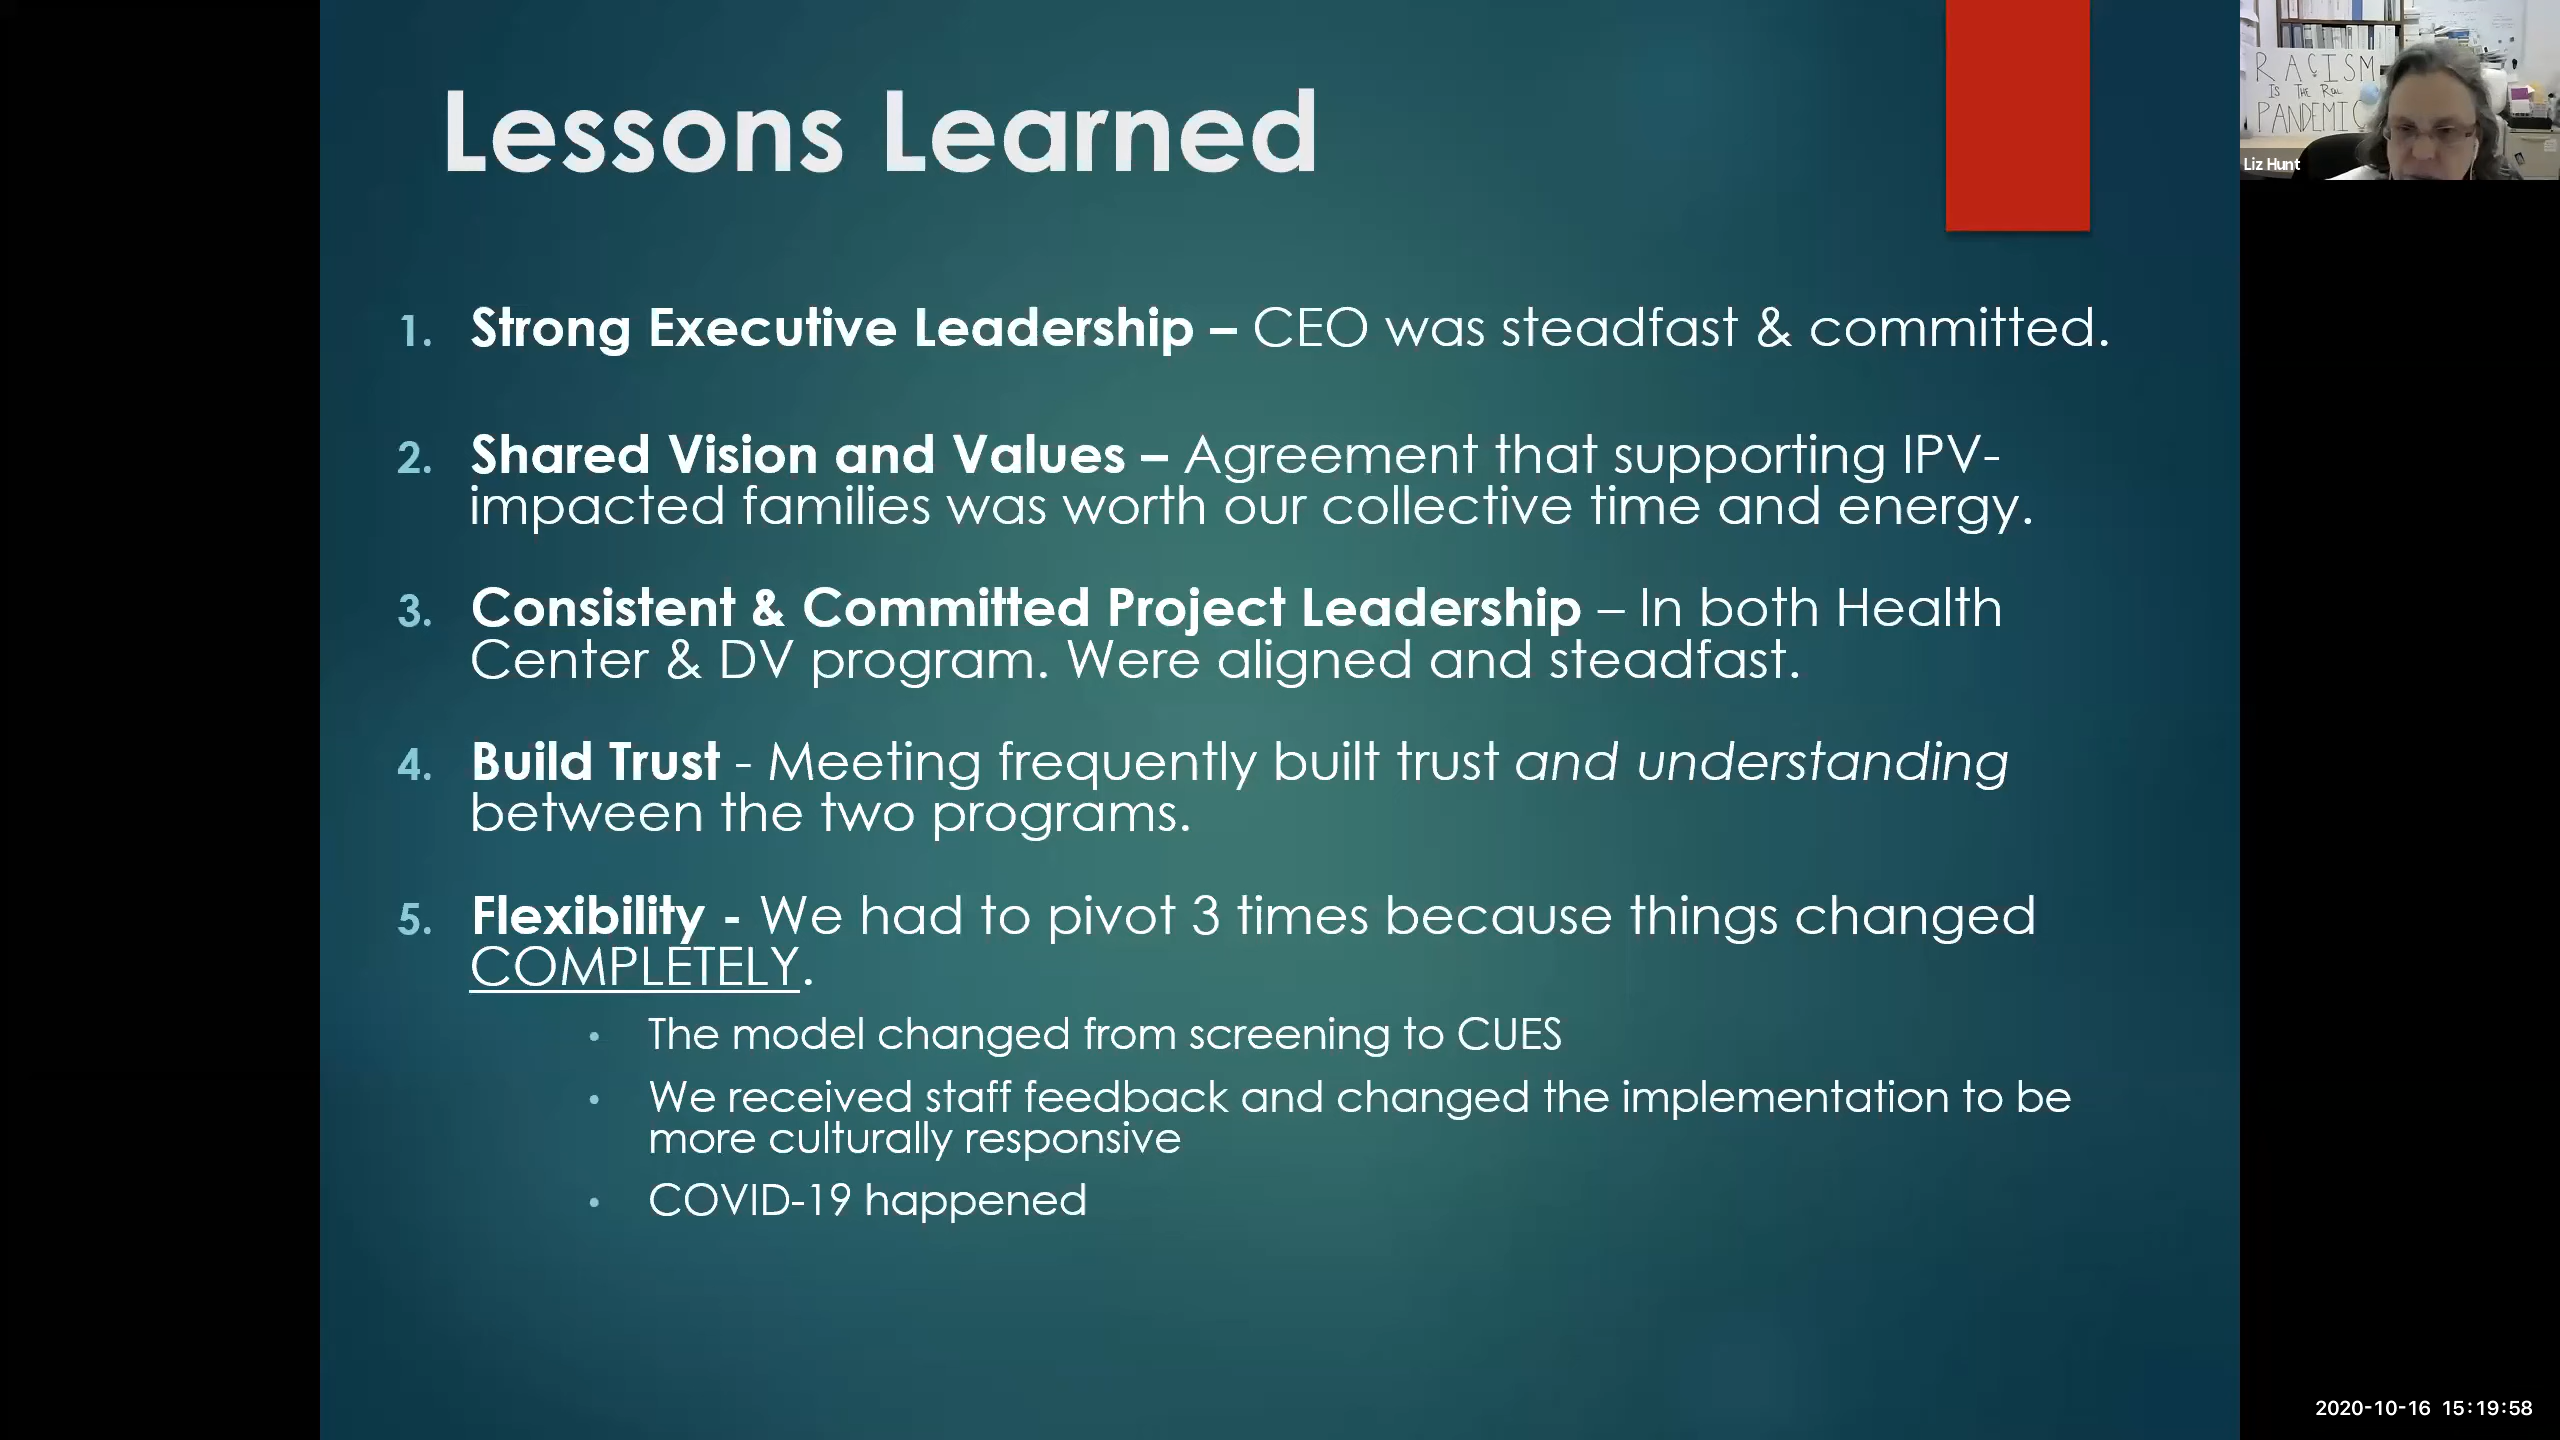 Lessons Learned
1. Strong Executive Leadership – CEO was steadfast & committed.
2. Shared Vision and Values – Agreement that supporting IPV-
impacted families was worth our collective time and energy.
3. Consistent & Committed Project Leadership – In both Health
Center & DV program. Were aligned and steadfast.
4. Build Trust - Meeting frequently built trust and understanding
between the two programs.
5. Flexibility - We had to pivot 3 times because things changed
COMPLETELY.
• The model changed from screening to CUES
• We received staff feedback and changed the implementation to be
more culturally responsive
• COVID-19 happened
RACISM
IS THE REAL
PANDEMIC
Liz Hunt
2020-10-16 15:19:58